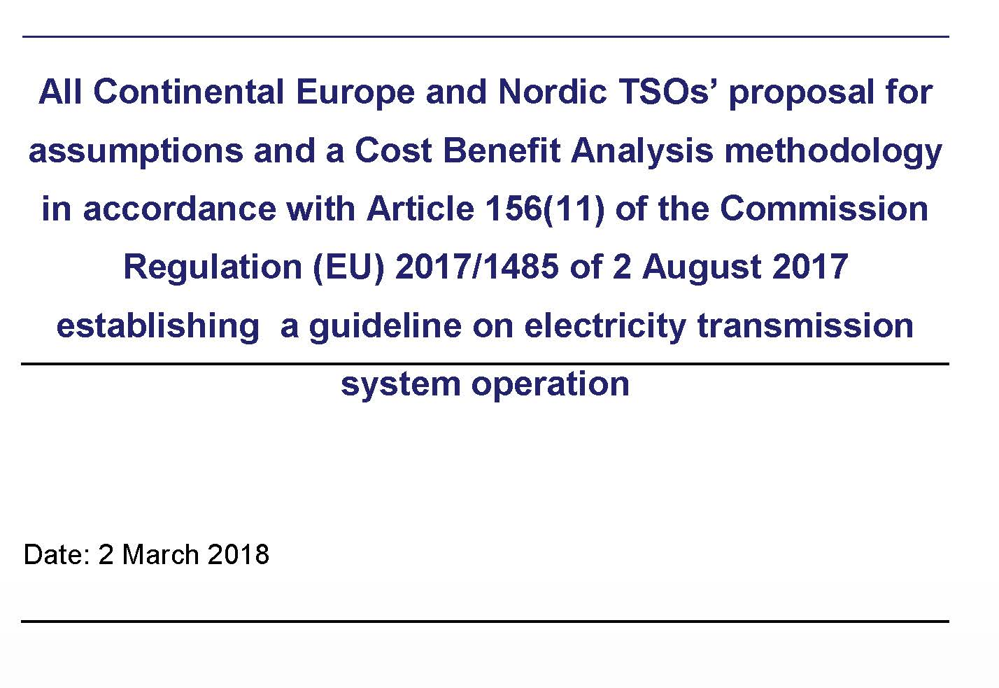 All Continental Europe and Nordic TSOs’ proposal for
assumptions and a Cost Benefit Analysis methodology
in accordance with Article 156(11) of the Commission
Regulation (EU) 2017/1485 of 2 August 2017
establishing  a guideline on electricity transmission
system operation
Date: 2 March 2018